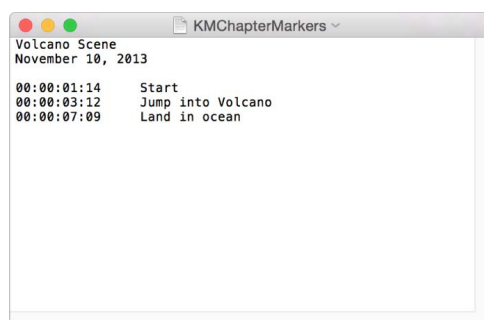 KMChapterMarkers
Volcano Scene
November 10, 2013
00:00:01:14 Start
00:00:03:12 Jump into Volcano
00:00:07:09 Land in ocean